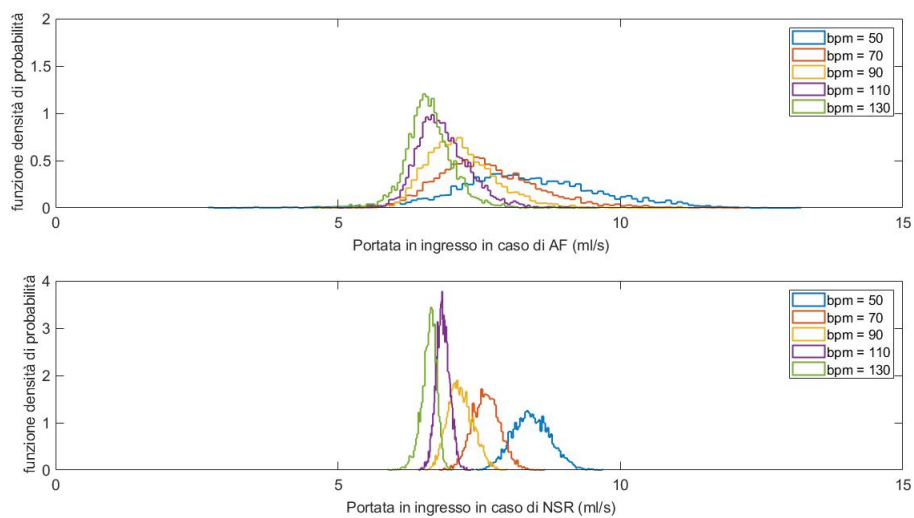 funzione densità di probabilità
2
1.5
1
0.5
0
0
5
10
15
bpm = 50
bpm = 70
bpm = 90
bpm = 110
bpm = 130
Portata in ingresso in caso di AF (ml/s)
funzione densità di probabilità
4
3
2
1
0
0
5
10
15
bpm = 50
bpm = 70
bpm = 90
bpm = 110
bpm = 130
Portata in ingresso in caso di NSR (ml/s)